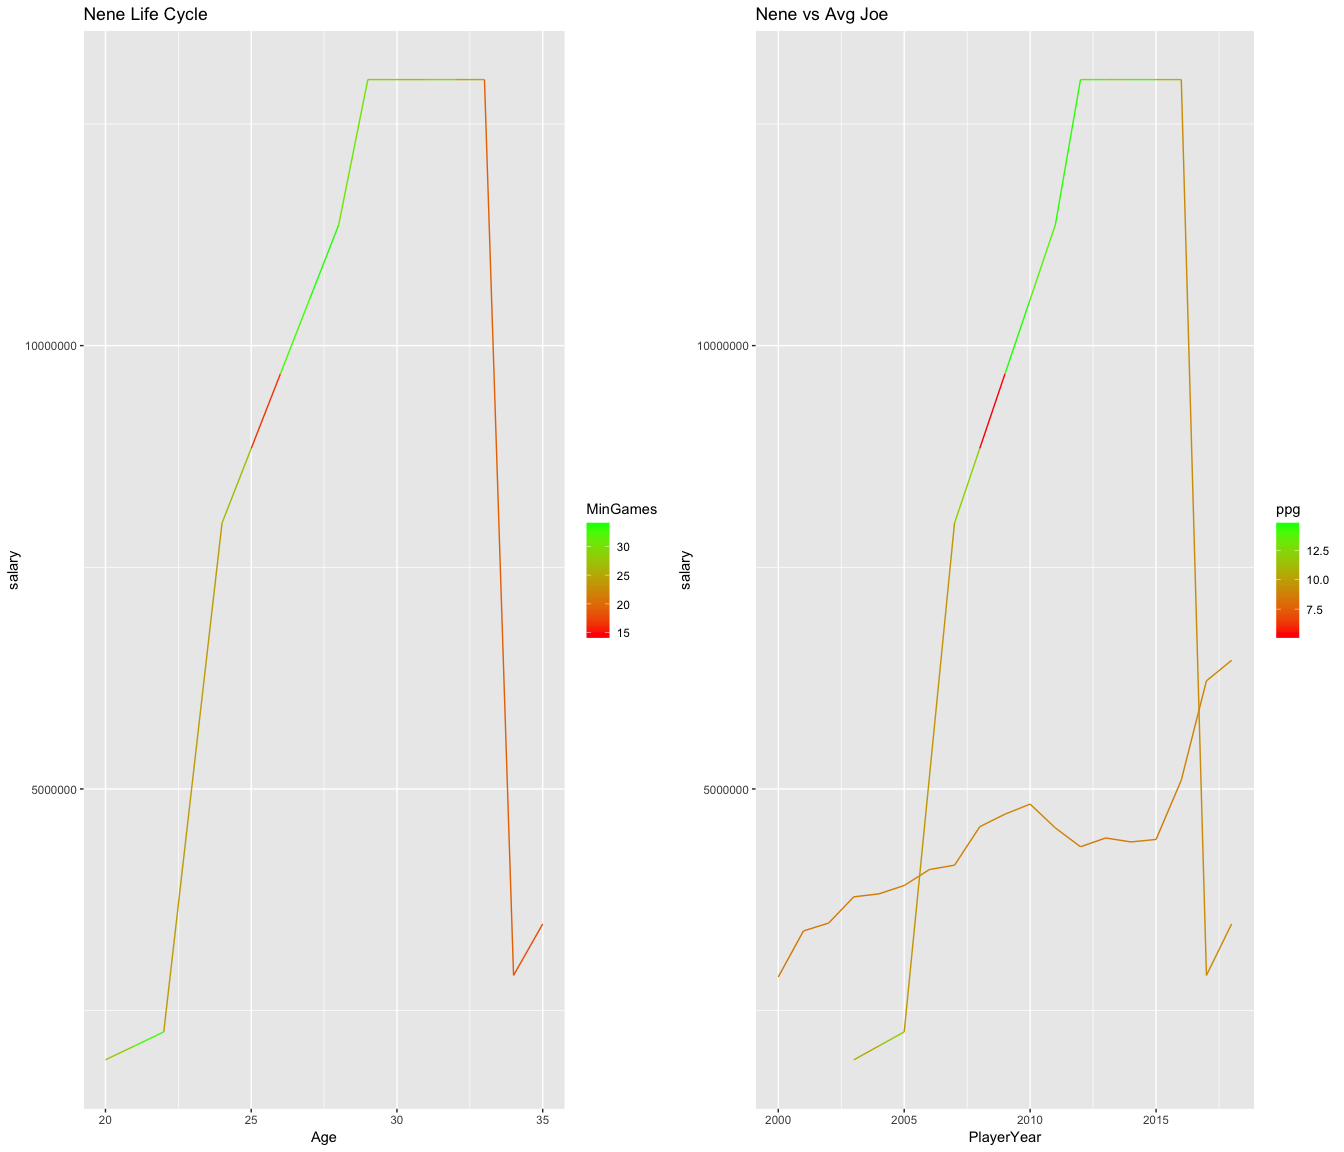 Nene Life Cycle
salary
10000000
5000000
20 25 30 35
Age
MinGames
30
25
20
15
Nene vs Avg Joe
salary
10000000
5000000
2000 2005 2010 2015
PlayerYear
ppg
12.5
10.0
7.5